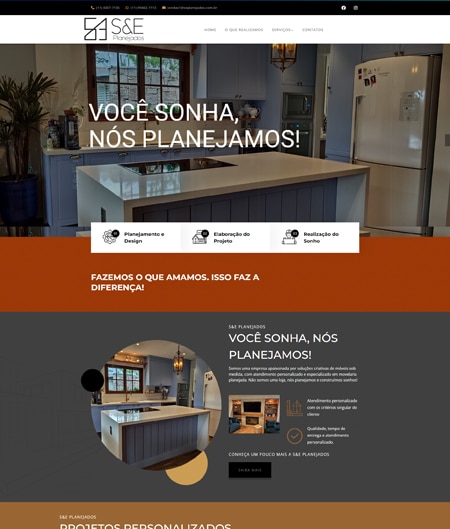 S&E
Planejados
HOME   O QUE REALIZAMOS   SERVIÇOS   CONTATOS
VOCÊ SONHA,
NÓS PLANEJAMOS!
Planejamento e
Design
Elaboração do
Projeto
Realização do
Sonho
FAZEMOS O QUE AMAMOS. ISSO FAZ A
DIFERENÇA!
S&E PLANEJADOS
VOCÊ SONHA, NÓS
PLANEJAMOS!
Somos uma empresa apaixonada por soluções criativas de móveis sob
medida, com atendimento personalizado e especializado em movelaria
planejada. Não somos uma loja, nós planejamos e construímos sonhos!
Atendimento personalizado
com os critérios singular do
cliente
Qualidade, tempo de
entrega e atendimento
personalizado.
CONHEÇA UM POUCO MAIS A S&E PLANEJADOS
SAIBA MAIS
S&E PLANEJADOS
PROJETOS PERSONALIZADOS